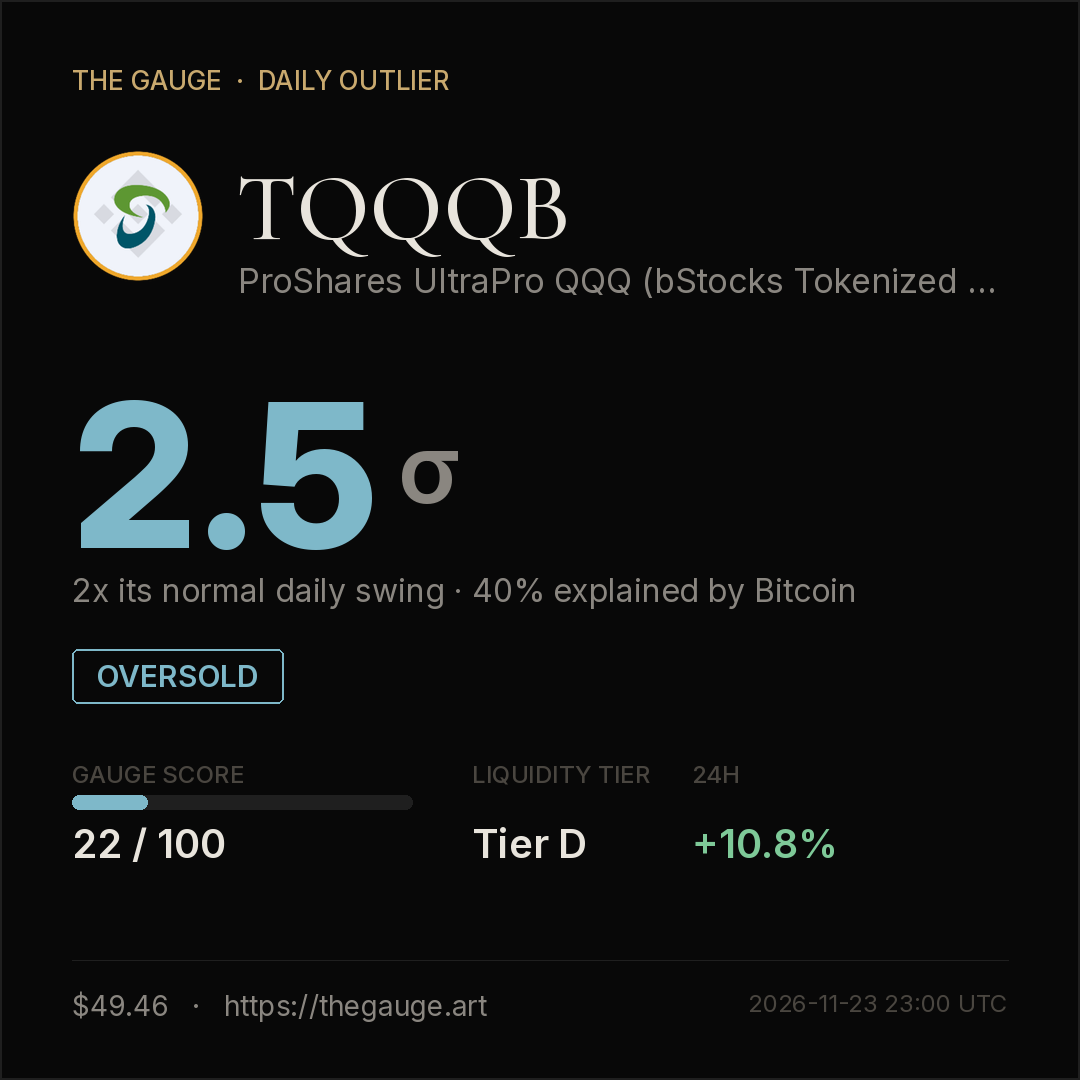 THE GAUGE · DAILY OUTLIER
TQQQB
ProShares UltraPro QQQ (bStocks Tokenized ...
2.5 σ
2x its normal daily swing · 40% explained by Bitcoin
OVERSOLD
GAUGE SCORE LIQUIDITY TIER 24H
22 / 100 Tier D +10.8%
$49.46 · https://thegauge.art 2026-11-23 23:00 UTC